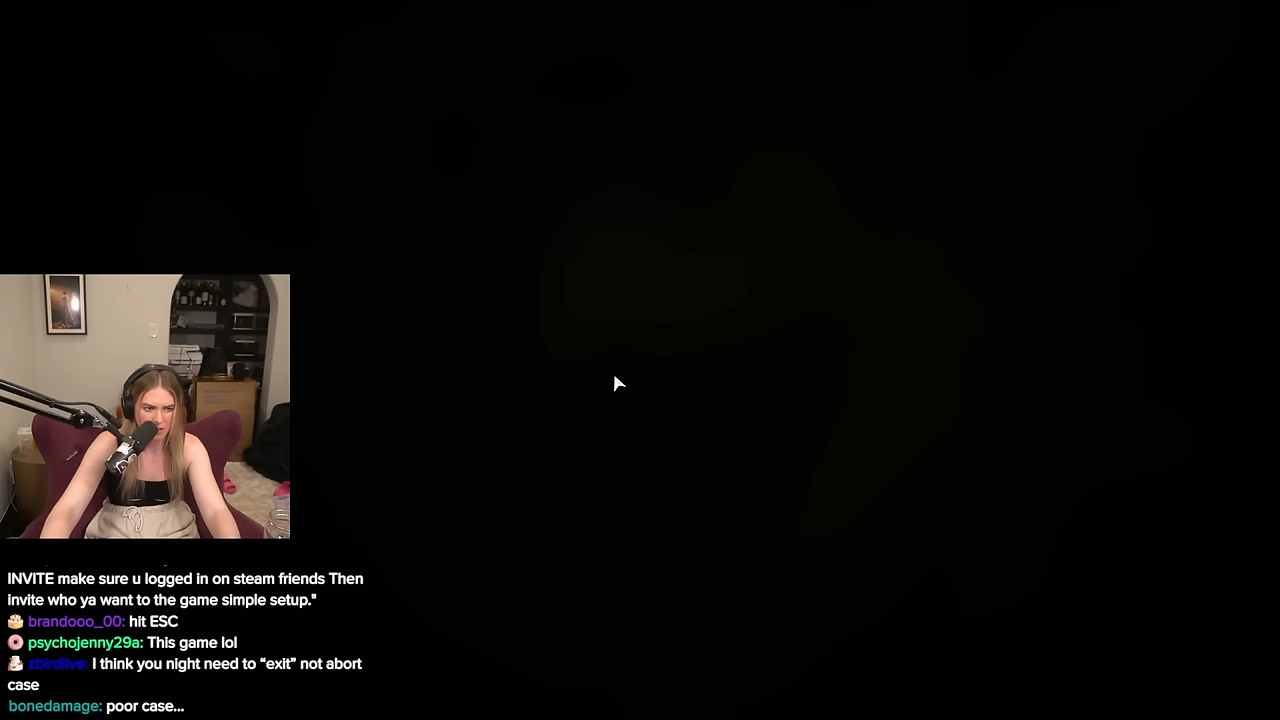 INVITE make sure u logged in on steam friends Then
invite who ya want to the game simple setup."
brandooo_00: hit ESC
psychojenny29a: This game lol
zbirdlive: I think you night need to “exit” not abort
case
bonedamage: poor case...